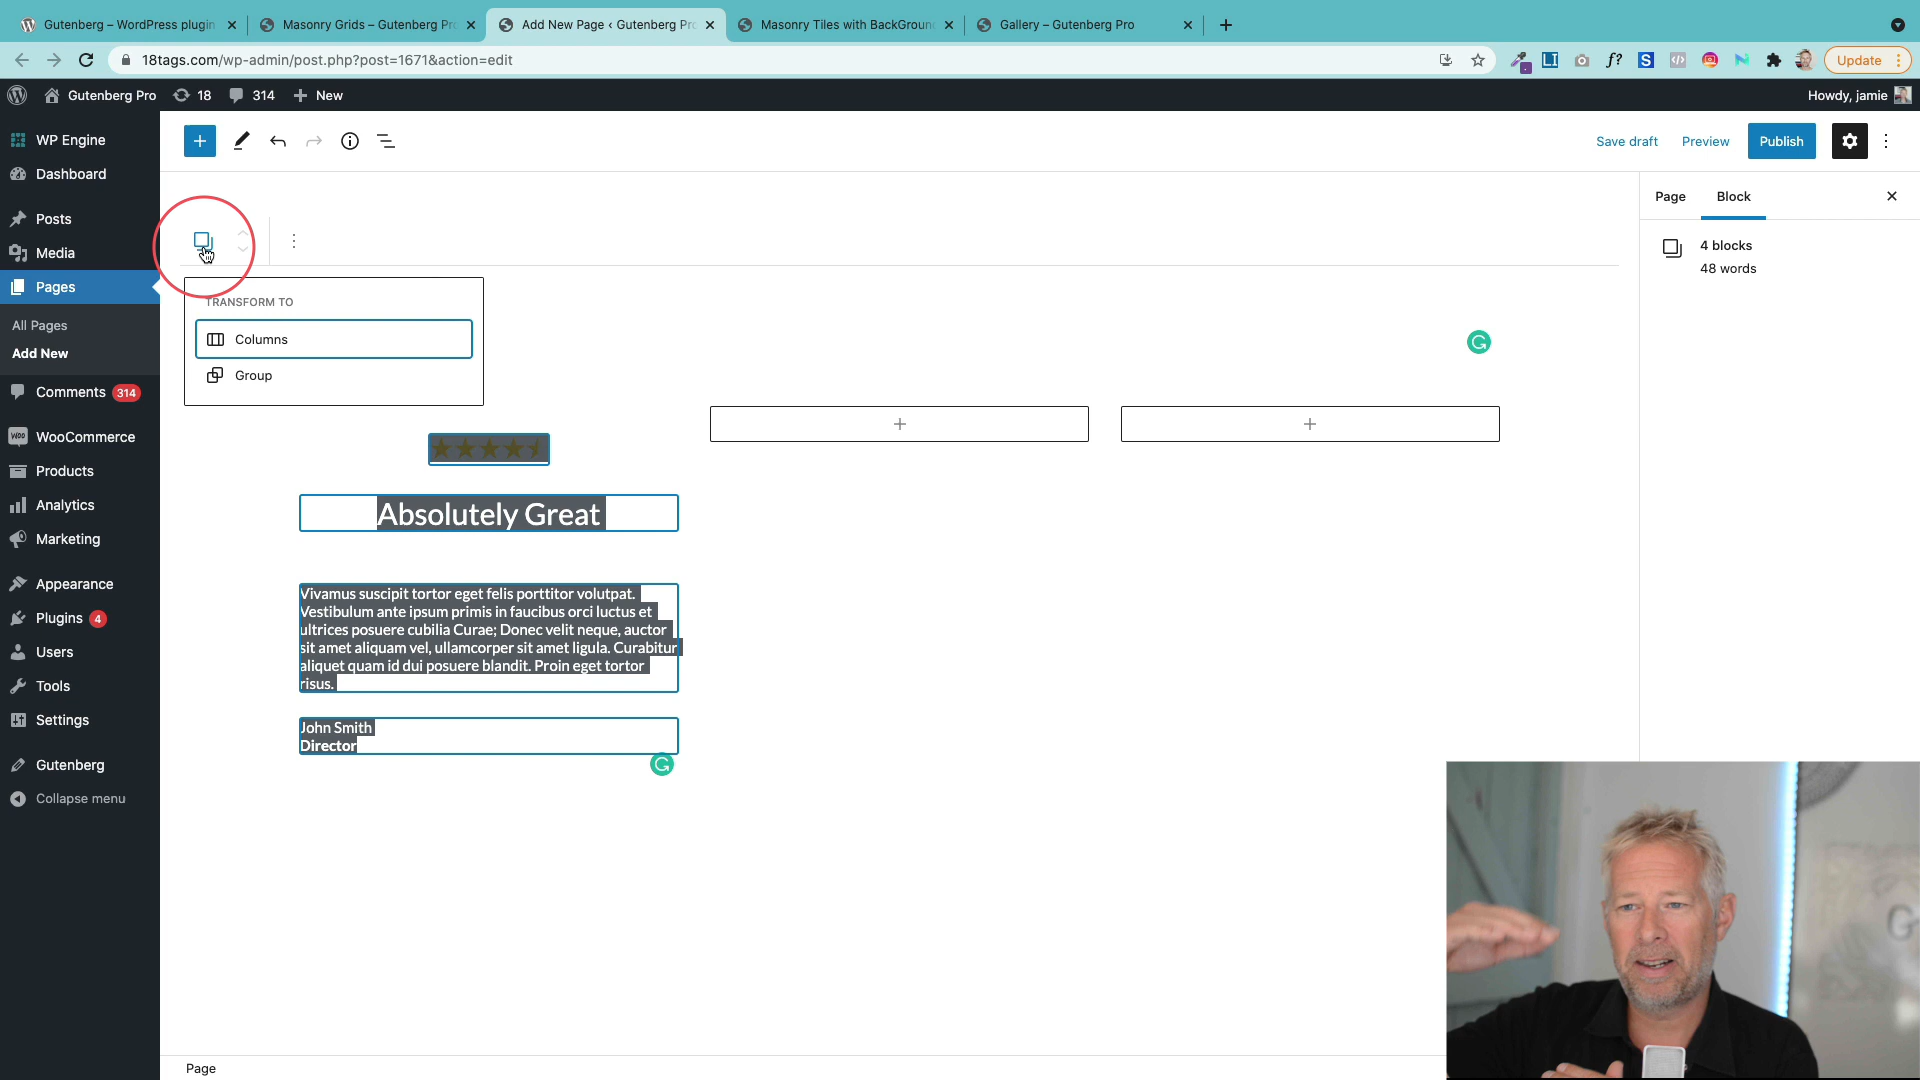 Gutenberg – WordPress plugin
Masonry Grids – Gutenberg Pro
Add New Page ‹ Gutenberg Pro
Masonry Tiles with BackGroun
Gallery – Gutenberg Pro
18tags.com/wp-admin/post.php?post=1671&action=edit
f?
Update
Gutenberg Pro
18
314
New
Howdy, jamie
WP Engine
Dashboard
Posts
Media
Pages
All Pages
Add New
Comments 314
WooCommerce
Products
Analytics
Marketing
Appearance
Plugins 4
Users
Tools
Settings
Gutenberg
Collapse menu
Save draft
Preview
Publish
Page
Block
4 blocks
48 words
TRANSFORM TO
Columns
Group
Absolutely Great
Vivamus suscipit tortor eget felis porttitor volutpat.
Vestibulum ante ipsum primis in faucibus orci luctus et
ultrices posuere cubilia Curae; Donec velit neque, auctor
sit amet aliquam vel, ullamcorper sit amet ligula. Curabitur
aliquet quam id dui posuere blandit. Proin eget tortor
risus.
John Smith
Director
Page